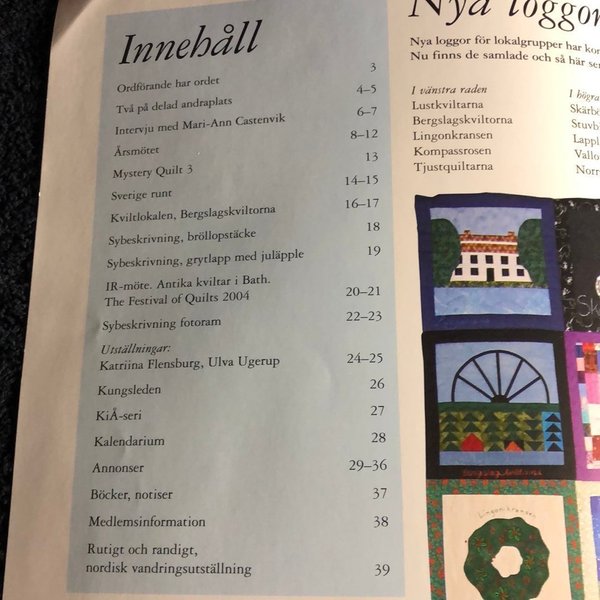 Innehåll
Ordförande har ordet 3
Två på delad andraplats 4–5
Intervju med Mari-Ann Castenvik 6–7
Årsmötet 8–12
Mystery Quilt 3 13
Sverige runt 14–15
Kviltlokalen, Bergslagskviltorna 16–17
Sybeskrivning, bröllopstäcke 18
Sybeskrivning, grytlapp med juläpple 19
IR-möte. Antika kviltar i Bath.
The Festival of Quilts 2004 20–21
Sybeskrivning fotoram 22–23
Utställningar:
Katriina Flensburg, Ulva Ugerup 24–25
Kungsleden 26
KiÅ-seri 27
Kalendarium 28
Annonser 29–36
Böcker, notiser 37
Medlemsinformation 38
Rutigt och randigt,
nordisk vandringsutställning 39
Nya loggor
Nya loggor för lokalgrupper har
Nu finns de samlade och så här
I vänstra raden
Lustkviltarna
Bergslagskviltorna
Lingonkransen
Kompassrosen
Tjustquiltarna
I
Bergslagskviltorna
Lingonkransen